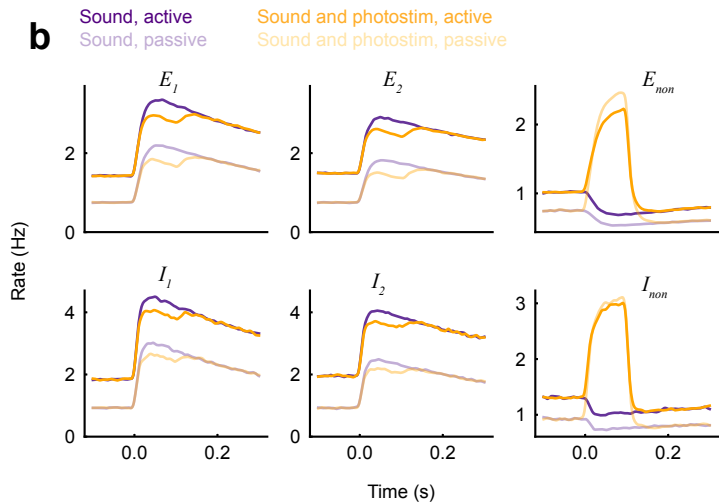 b
Sound, active Sound and photostim, active
Sound, passive Sound and photostim, passive
E1 E2 Enon
2 2 2
1
0 0
I1 I2 Inon
4 4 3
2 2 2
1
0 0
0.0 0.2 0.0 0.2 0.0 0.2
Rate (Hz)
Time (s)